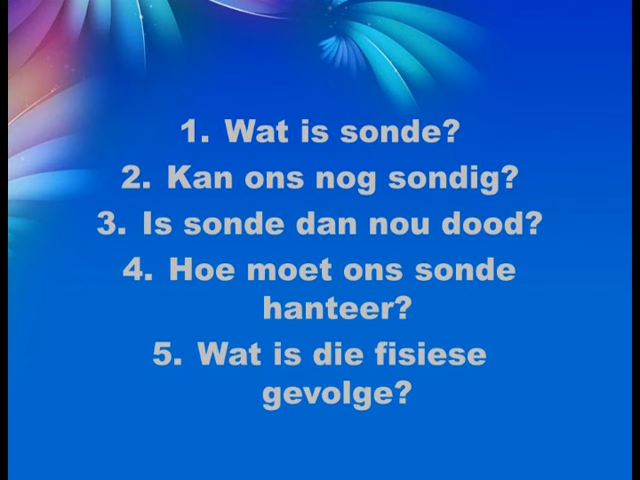 1. Wat is sonde?
2. Kan ons nog sondig?
3. Is sonde dan nou dood?
4. Hoe moet ons sonde
hanteer?
5. Wat is die fisiese
gevolge?